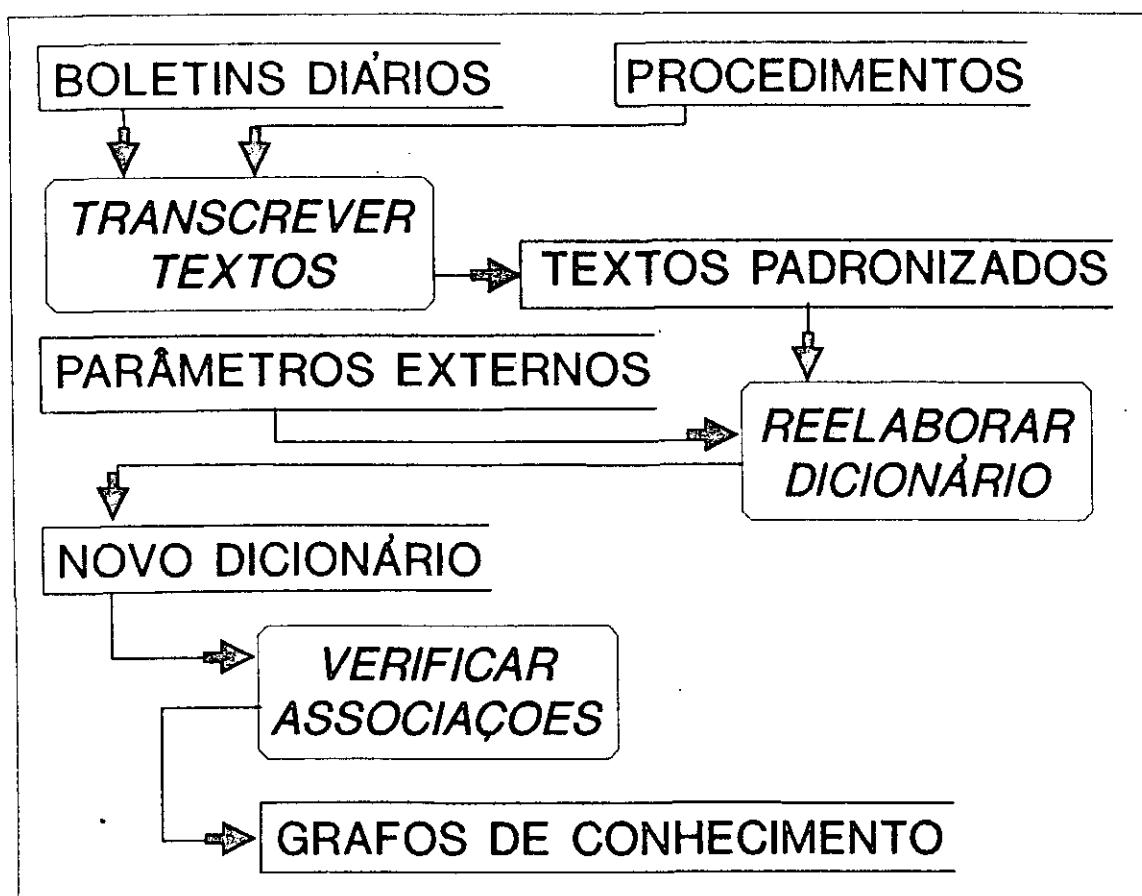 BOLETINS DIÁRIOS
PROCEDIMENTOS
TRANSCREVER
TEXTOS
TEXTOS PADRONIZADOS
PARÂMETROS EXTERNOS
REELABORAR
DICIONÁRIO
NOVO DICIONÁRIO
VERIFICAR
ASSOCIAÇOES
GRAFOS DE CONHECIMENTO